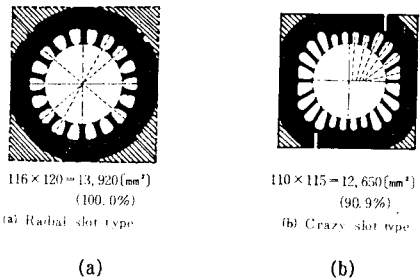 116×120=13,920[mm²]
(100.0%)
(a) Radial slot type
(a)
110×115=12,650[mm²]
(90.9%)
(b) Crazy slot type
(b)